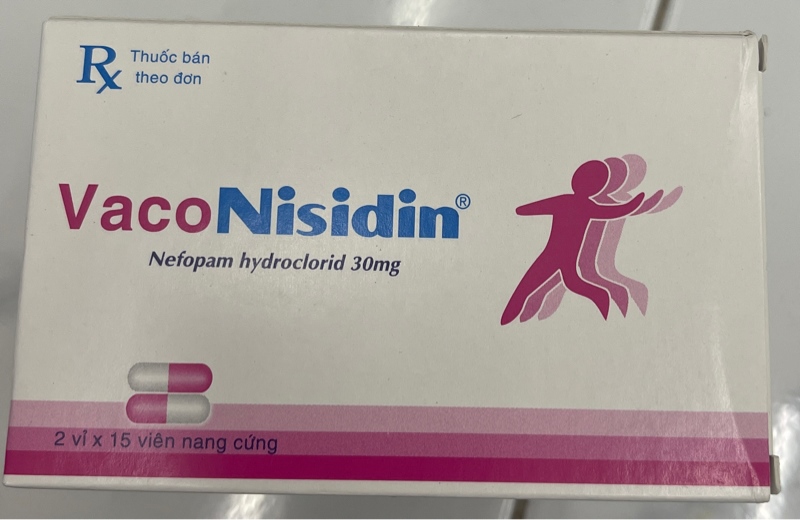 Rx Thuốc bán
theo đơn
VacoNisidin®
Nefopam hydroclorid 30mg
2 vỉ x 15 viên nang cứng